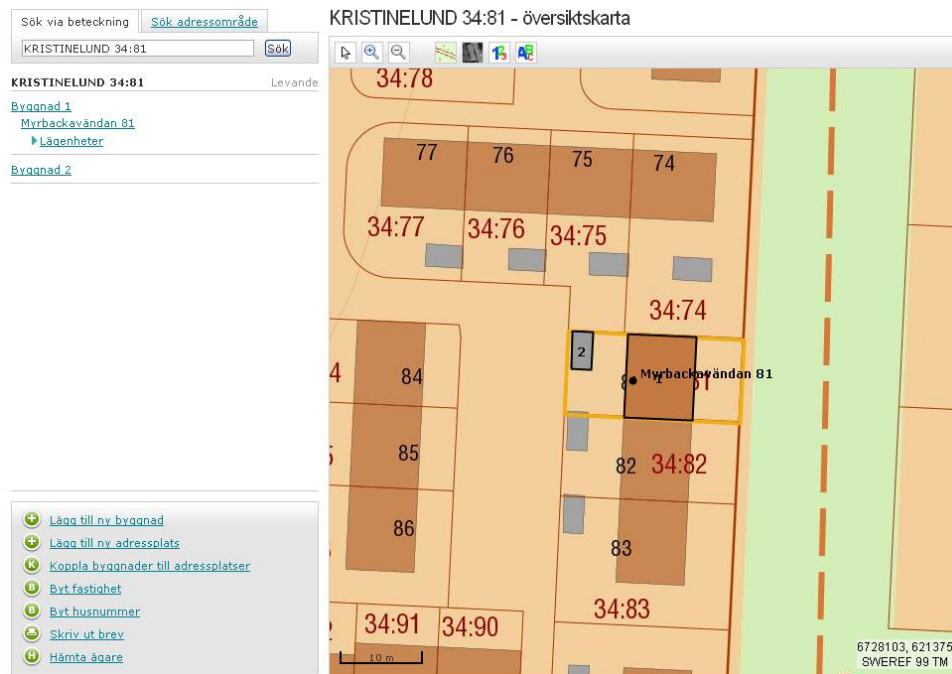 Sök via beteckning
Sök adressområde
KRISTINELUND 34:81
Sök
KRISTINELUND 34:81
Levande
Byggnad 1
Myrbackavändan 81
Lägenheter
Byggnad 2
Lägg till ny byggnad
Lägg till ny adressplats
K Koppla byggnader till adressplatser
B Byt fastighet
B Byt husnummer
Skriv ut brev
H Hämta ägare
KRISTINELUND 34:81 - översiktskarta
34:78
77
76
75
74
34:77
34:76
34:75
34:74
2
Myrbackavändan 81
1
4
84
85
82
34:82
86
83
34:83
34:91
34:90
10 m
6728103, 621375
SWEREF 99 TM